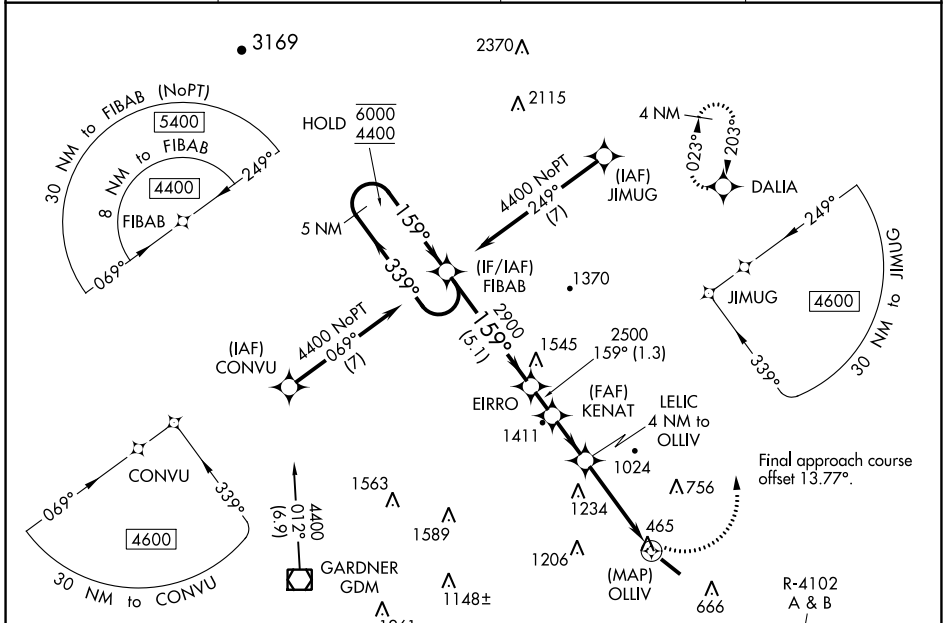 3169
2370
2115
30 NM to FIBAB (NoPT)
5400
8 NM to FIBAB
4400
FIBAB
249°
069°
HOLD
6000
4400
5 NM
159°
339°
4400 NoPT
249°
(7)
(IAF)
JIMUG
4 NM
023°
203°
DALIA
(IF/IAF)
FIBAB
1370
249°
JIMUG
4600
339°
30 NM to JIMUG
4400 NoPT
069°
(7)
(IAF)
CONVU
2900
159°
(5.1)
1545
2500
159° (1.3)
EIRRO
(FAF)
KENAT
1411
LELIC
4 NM to
OLLIV
1024
Final approach course
offset 13.77°.
CONVU
069°
339°
4600
30 NM to CONVU
4400
012°
(6.9)
1563
1589
1234
756
465
1206
GARDNER
GDM
1148±
(MAP)
OLLIV
666
R-4102
A & B